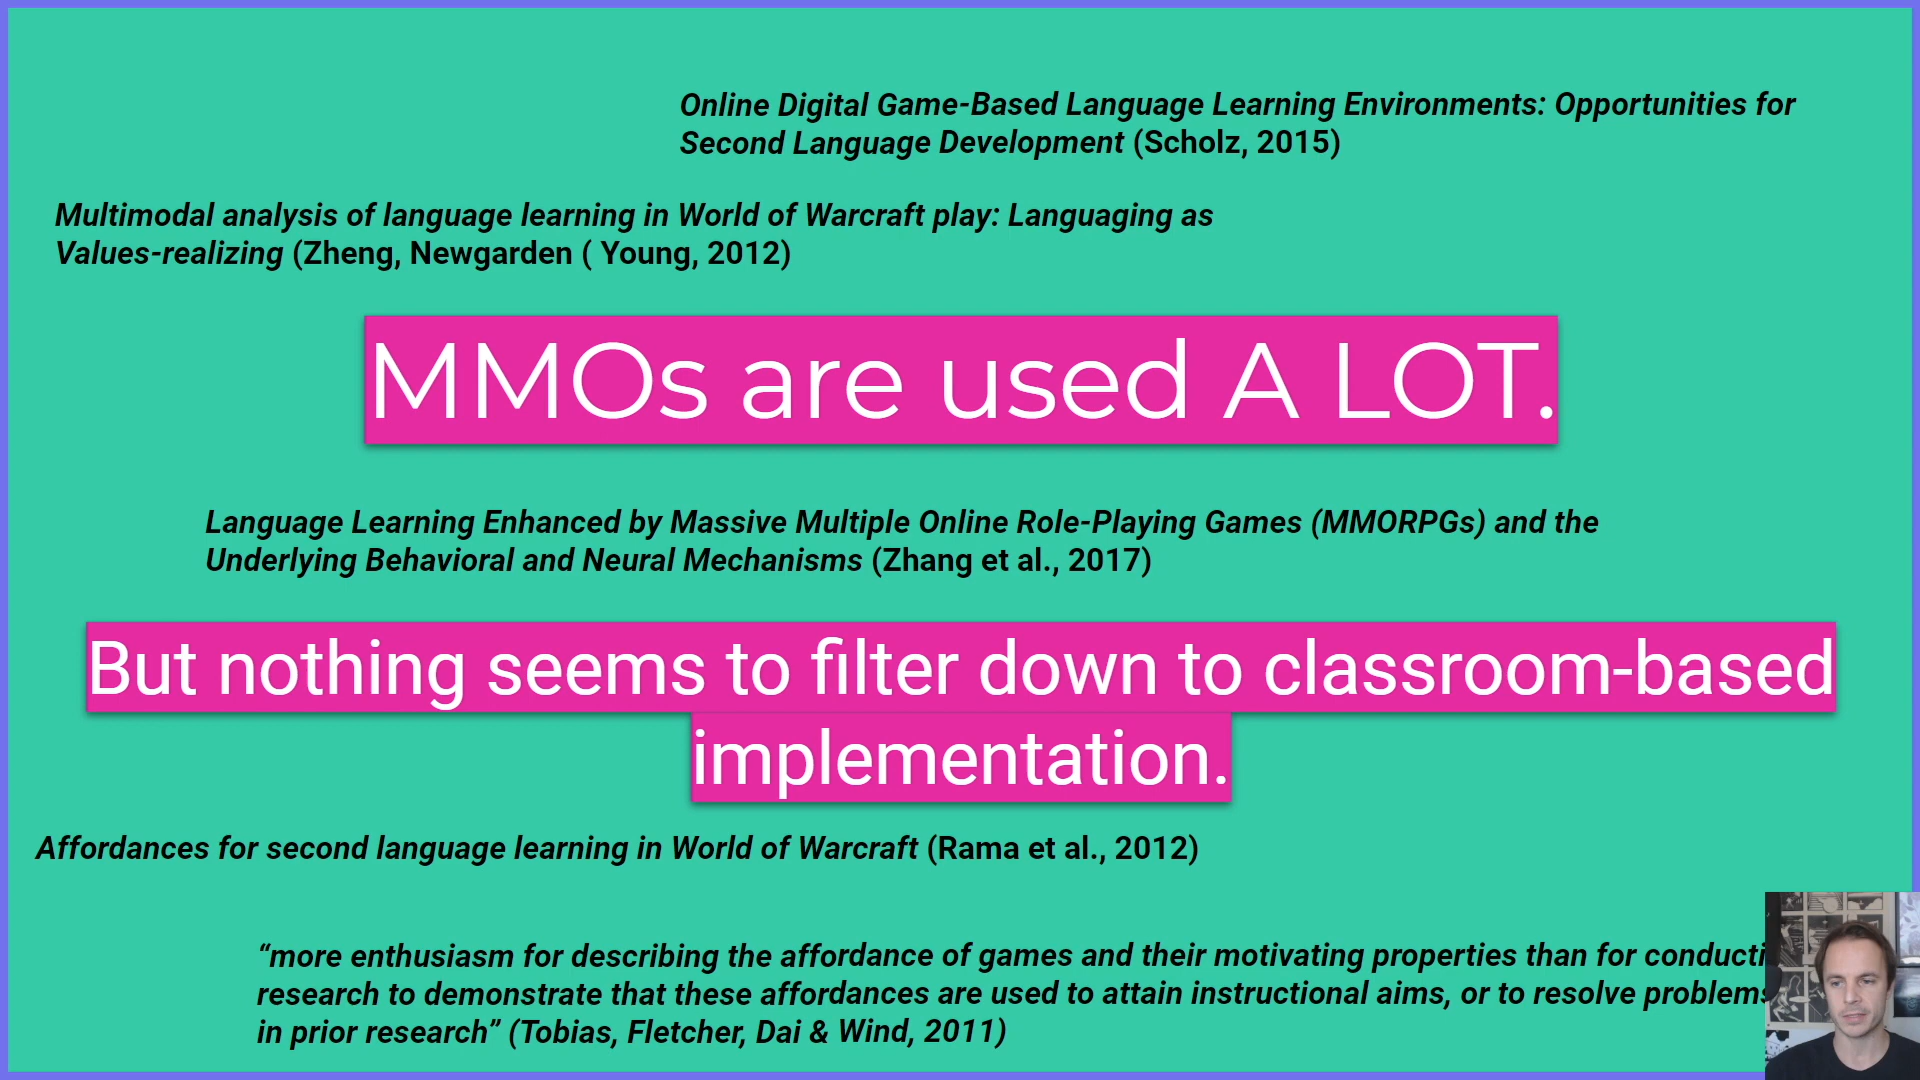 Online Digital Game-Based Language Learning Environments: Opportunities for
Second Language Development (Scholz, 2015)
Multimodal analysis of language learning in World of Warcraft play: Languaging as
Values-realizing (Zheng, Newgarden ( Young, 2012)
MMOs are used A LOT.
Language Learning Enhanced by Massive Multiple Online Role-Playing Games (MMORPGs) and the
Underlying Behavioral and Neural Mechanisms (Zhang et al., 2017)
But nothing seems to filter down to classroom-based
implementation.
Affordances for second language learning in World of Warcraft (Rama et al., 2012)
“more enthusiasm for describing the affordance of games and their motivating properties than for conducti
research to demonstrate that these affordances are used to attain instructional aims, or to resolve problems
in prior research” (Tobias, Fletcher, Dai & Wind, 2011)